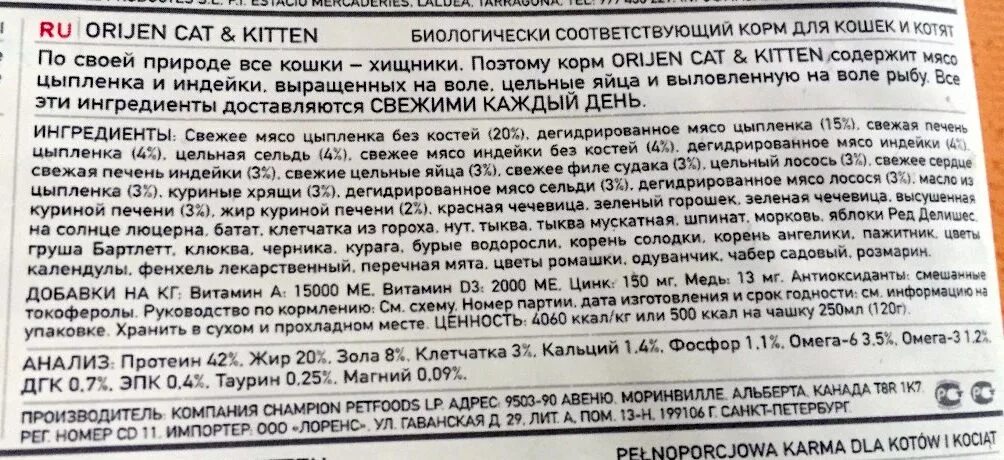 RU ORIJEN CAT & KITTEN БИОЛОГИЧЕСКИ СООТВЕТСТВУЮЩИЙ КОРМ ДЛЯ КОШЕК И КОТЯТ
По своей природе все кошки – хищники. Поэтому корм ORIJEN CAT & KITTEN содержит мясо
цыпленка и индейки, выращенных на воле, цельные яйца и выловленную на воле рыбу. Все
эти ингредиенты доставляются СВЕЖИМИ КАЖДЫЙ ДЕНЬ.
ИНГРЕДИЕНТЫ: Свежее мясо цыпленка без костей (20%), дегидрированное мясо цыпленка (15%), свежая печень
цыпленка (4%), цельная сельдь (4%), свежее мясо индейки без костей (4%), дегидрированное мясо индейки (4%),
свежая печень индейки (3%), свежие цельные яйца (3%), свежее филе судака (3%), цельный лосось (3%), свежее сердце
цыпленка (3%), куриные хрящи (3%), дегидрированное мясо сельди (3%), дегидрированное мясо лосося (3%), масло из
куриной печени (3%), жир куриной печени (2%), красная чечевица, зеленый горошек, зеленая чечевица, высушенная
на солнце люцерна, батат, клетчатка из гороха, нут, тыква, тыква мускатная, шпинат, морковь, яблоки Ред Делишес,
груша Бартлетт, клюква, черника, курага, бурые водоросли, корень солодки, корень ангелики, пажитник, цветы
календулы, фенхель лекарственный, перечная мята, цветы ромашки, одуванчик, чабер садовый, розмарин.
ДОБАВКИ НА КГ: Витамин А: 15000 МЕ, Витамин D3: 2000 МЕ, Цинк: 150 мг, Медь: 13 мг. Антиоксиданты: смешанные
токоферолы. Руководство по кормлению: См. схему. Номер партии, дата изготовления и срок годности: см. информацию на
упаковке. Хранить в сухом и прохладном месте. ЦЕННОСТЬ: 4060 ккал/кг или 500 ккал на чашку 250мл (120г).
АНАЛИЗ: Протеин 42%, Жир 20%, Зола 8%, Клетчатка 3%, Кальций 1.4%, Фосфор 1,1%, Омега-6 3,5%, Омега-3 1,2%,
ДГК 0,7%, ЭПК 0,4%, Таурин 0,25%, Магний 0,09%.
ПРОИЗВОДИТЕЛЬ: КОМПАНИЯ CHAMPION PETFOODS LP. АДРЕС: 9503-90 АВЕНЮ, МОРИНВИЛЛЕ, АЛЬБЕРТА, КАНАДА T8R 1K7.
РЕГ. НОМЕР CD 11. ИМПОРТЕР: ООО «ЛОРЕНС», УЛ. ГАВАНСКАЯ Д. 29, ЛИТ А, ПОМ. 13-Н, 199106 Г. САНКТ-ПЕТЕРБУРГ.
PEŁNOPORCJOWA KARMA DLA KOTÓW I KOCIĄT